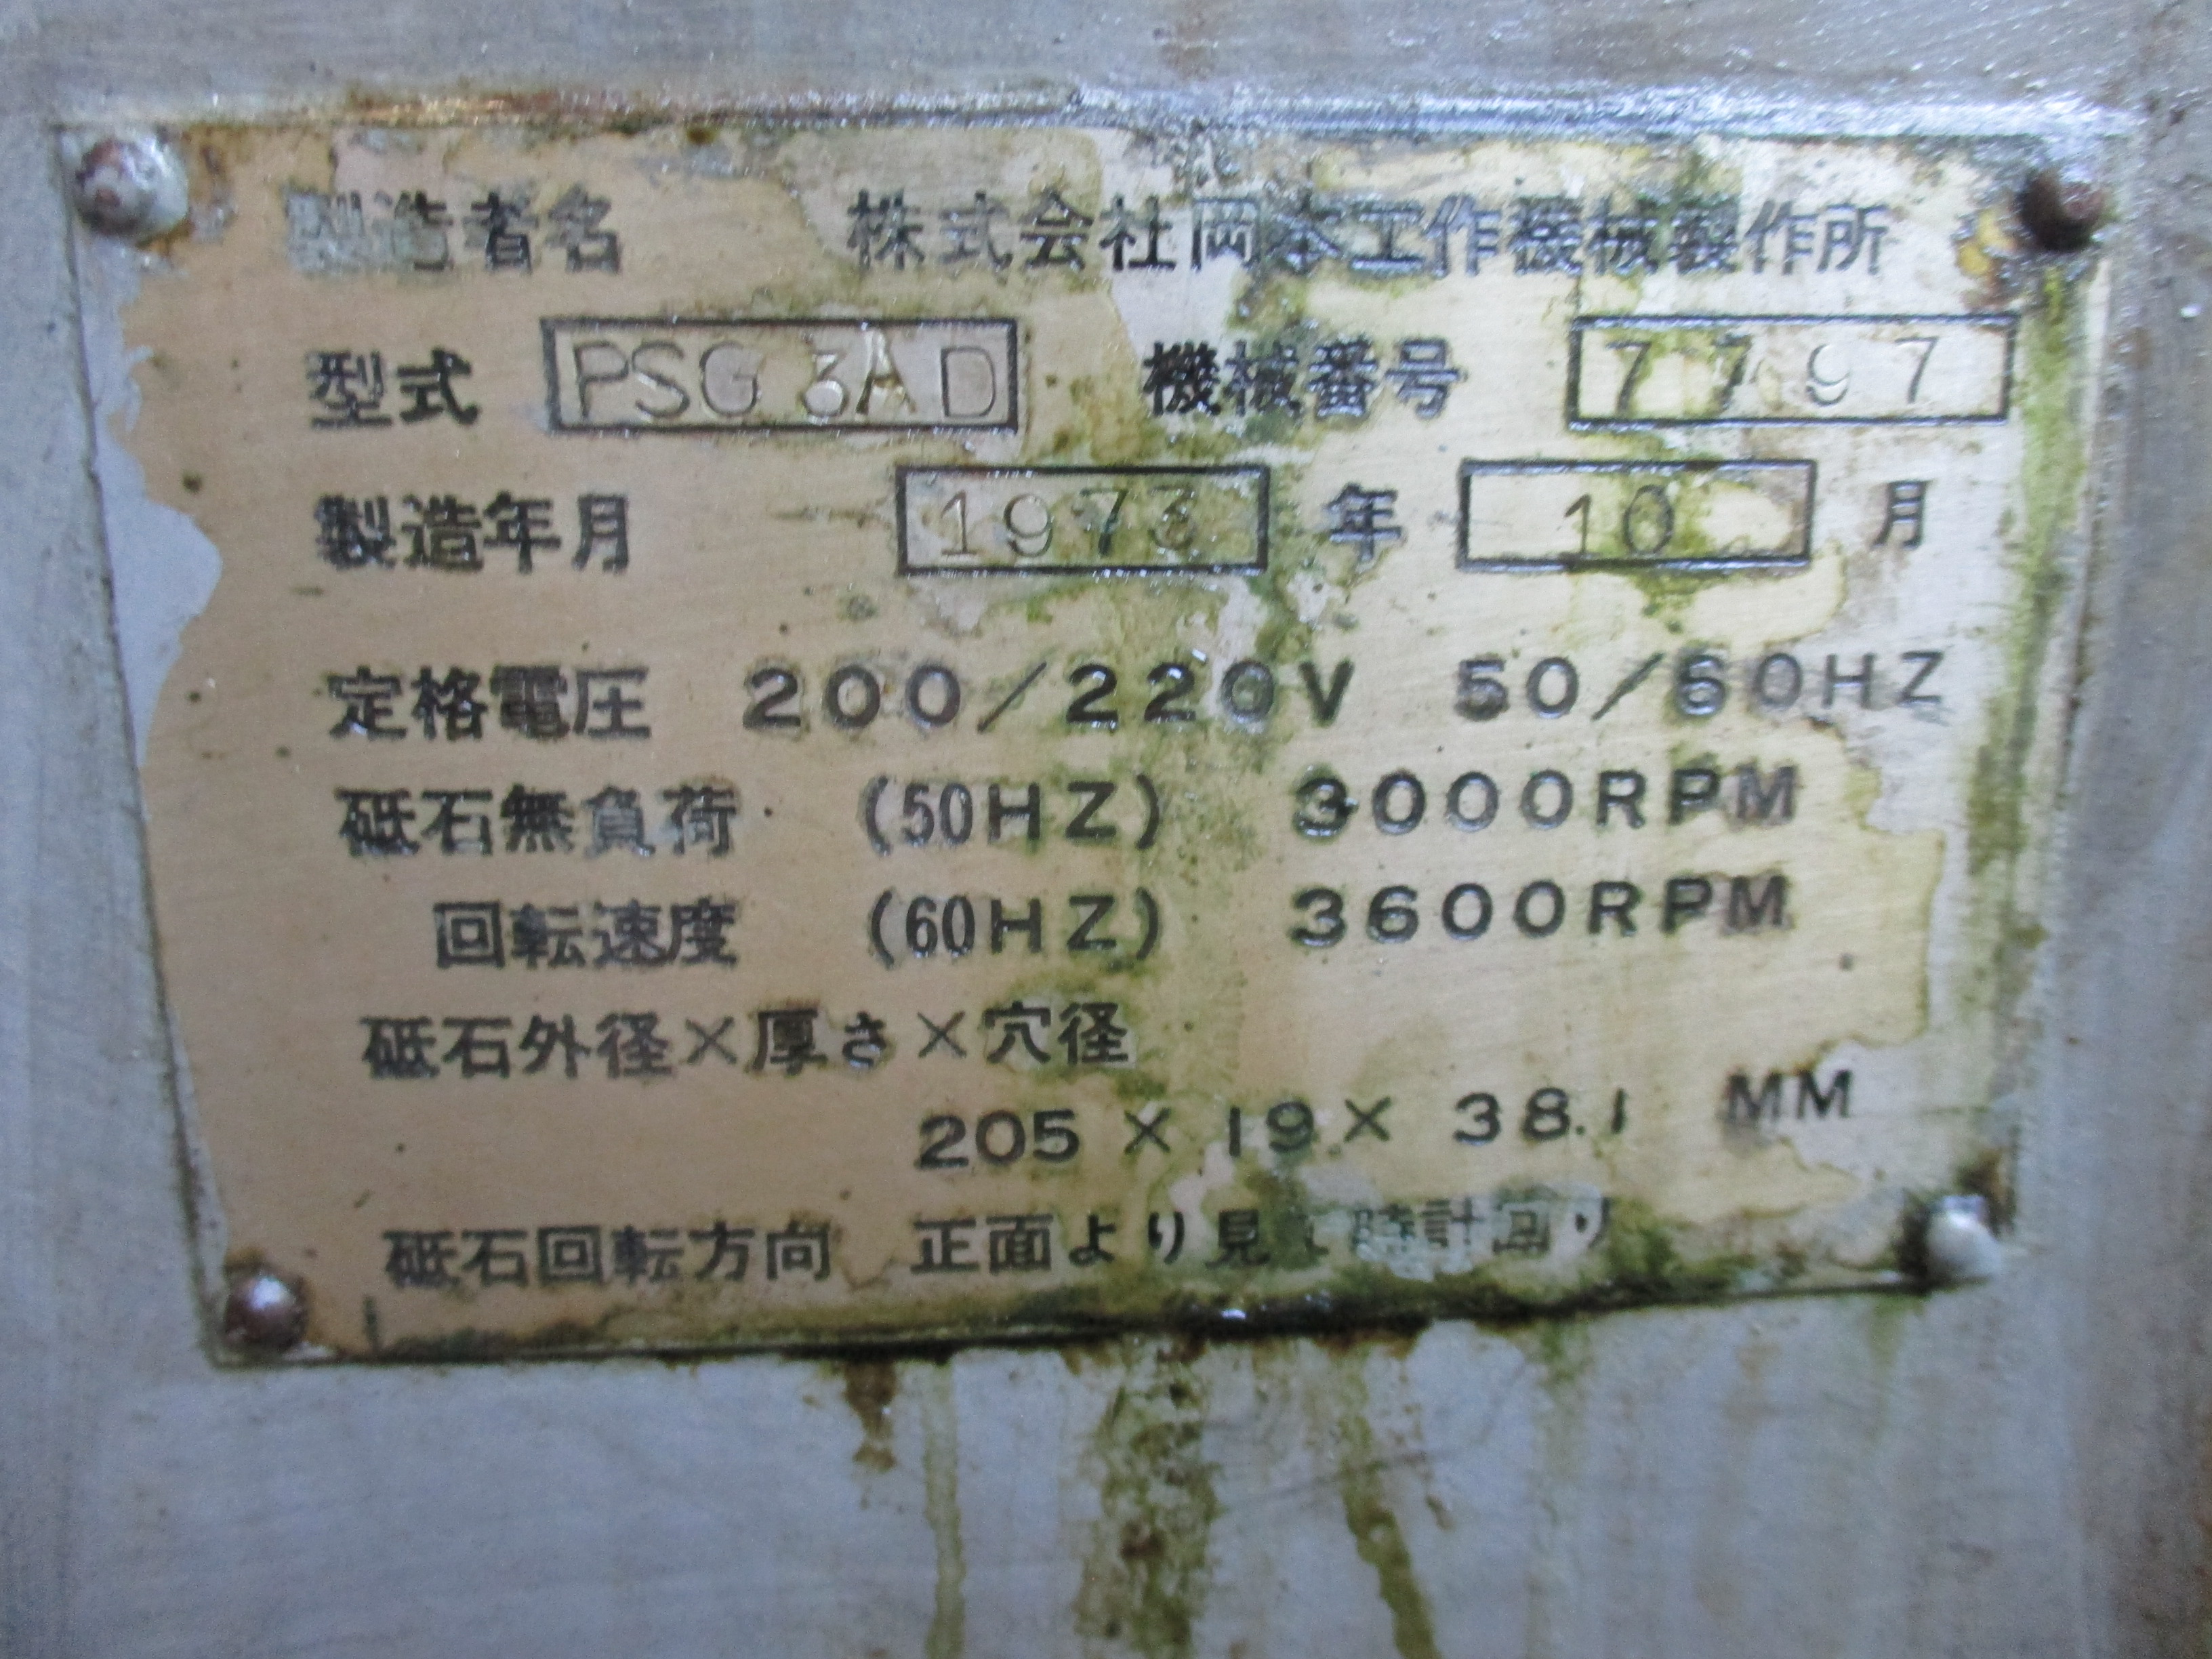 製造者名 株式会社岡本工作機械製作所
型式 PSG 3A D 機械番号 7797
製造年月 1973 年 10 月
定格電圧 200/220V 50/60HZ
砥石無負荷 (50HZ) 3000RPM
回転速度 (60HZ) 3600RPM
砥石外径×厚さ×穴径
205 × 19 × 38.1 MM
砥石回転方向 正面より見て時計回り